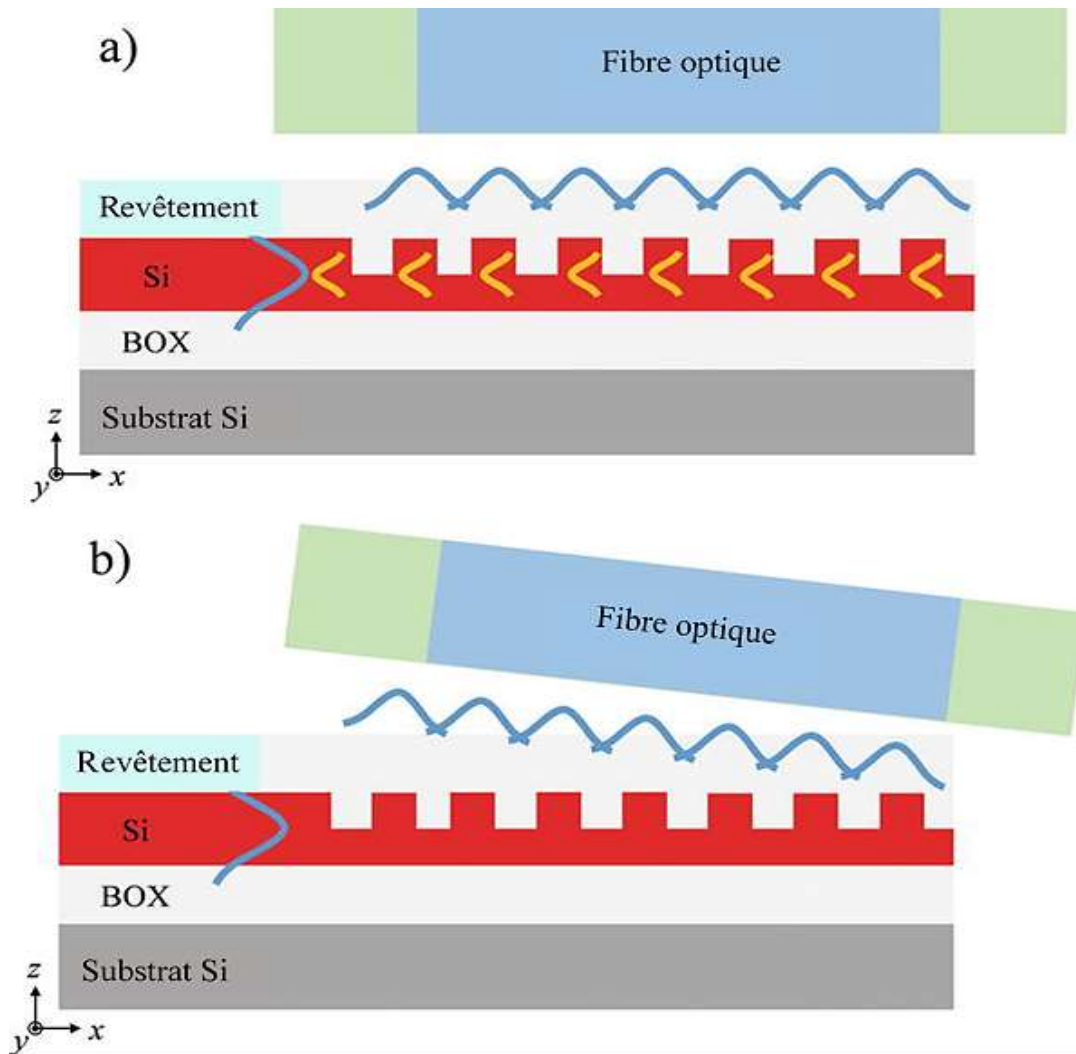 a)
Fibre optique
Revêtement
Si
BOX
Substrat Si
z
y
x
b)
Fibre optique
Revêtement
Si
BOX
Substrat Si
z
y
x